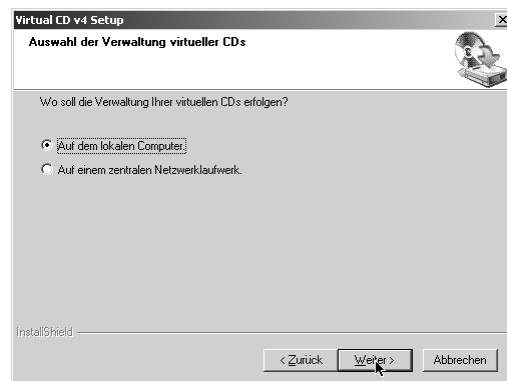 Virtual CD v4 Setup
Auswahl der Verwaltung virtueller CDs
Wo soll die Verwaltung Ihrer virtuellen CDs erfolgen?
Auf dem lokalen Computer.
Auf einem zentralen Netzwerklaufwerk.
InstallShield
< Zurück Weiter > Abbrechen